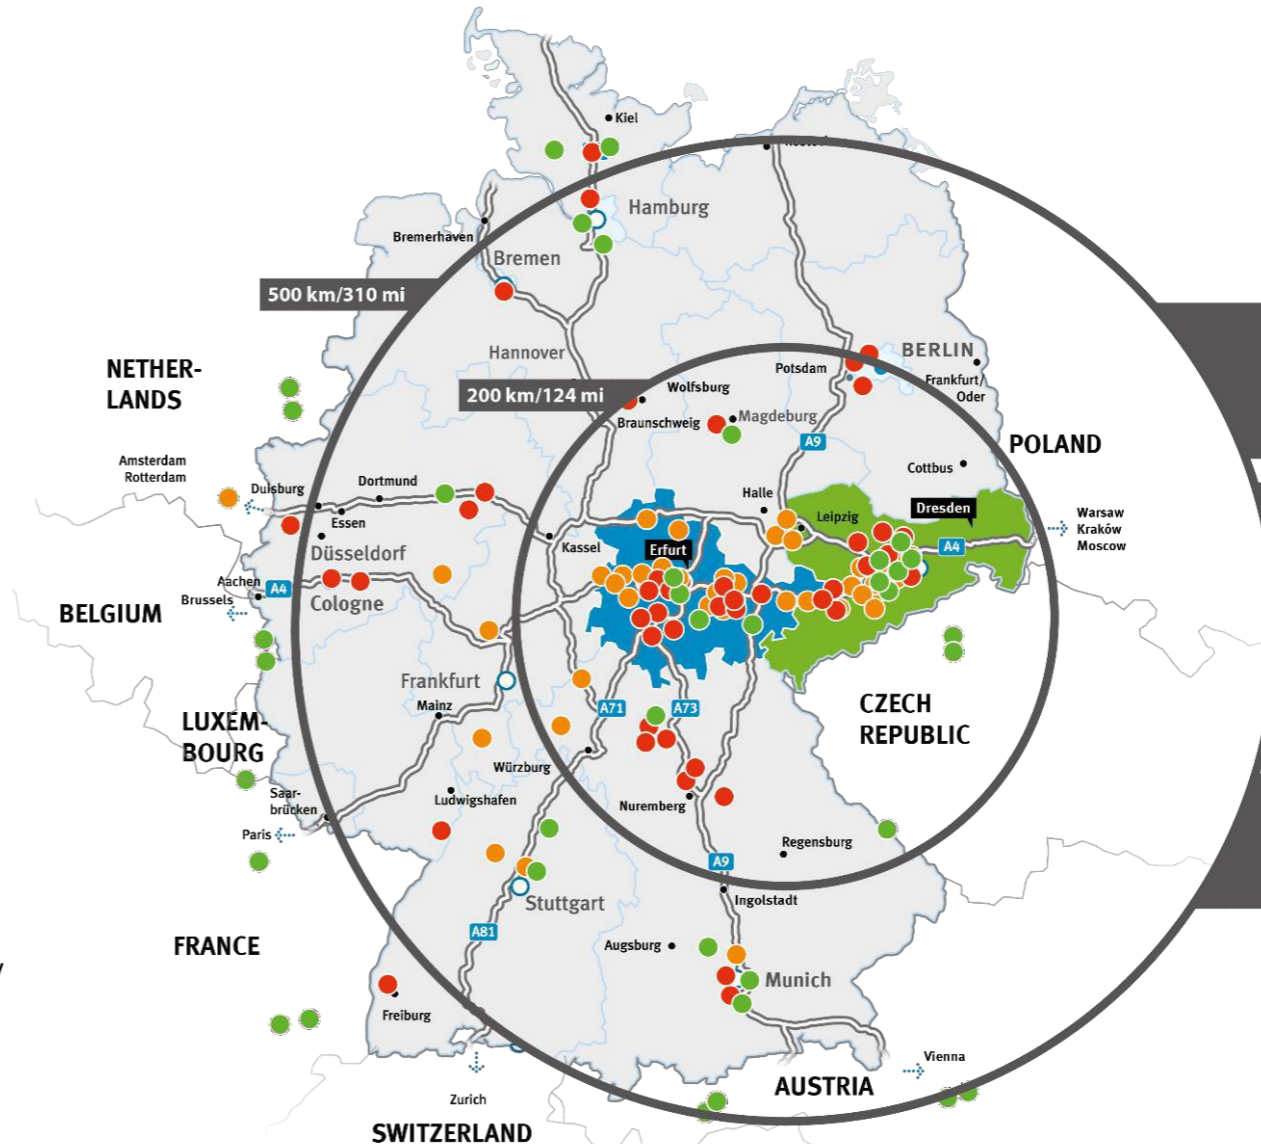 Kiel
Hamburg
Bremerhaven
Bremen
500 km/310 mi
Hannover
BERLIN
NETHER-
LANDS
Potsdam
Frankfurt/
Oder
200 km/124 mi
Wolfsburg
Braunschweig
Magdeburg
A9
POLAND
Amsterdam
Rotterdam
Duisburg
Dortmund
Cottbus
Essen
Halle
Leipzig
Dresden
Warsaw
Kraków
Moscow
Düsseldorf
Kassel
Erfurt
A4
Aachen
A4
Cologne
Brussels
BELGIUM
Frankfurt
Mainz
A71
A73
CZECH
REPUBLIC
LUXEM-
BOURG
Würzburg
Saar-
brücken
Ludwigshafen
Nuremberg
Paris
Regensburg
A9
Stuttgart
Ingolstadt
A81
FRANCE
Augsburg
Munich
Freiburg
Vienna
AUSTRIA
Zurich
SWITZERLAND